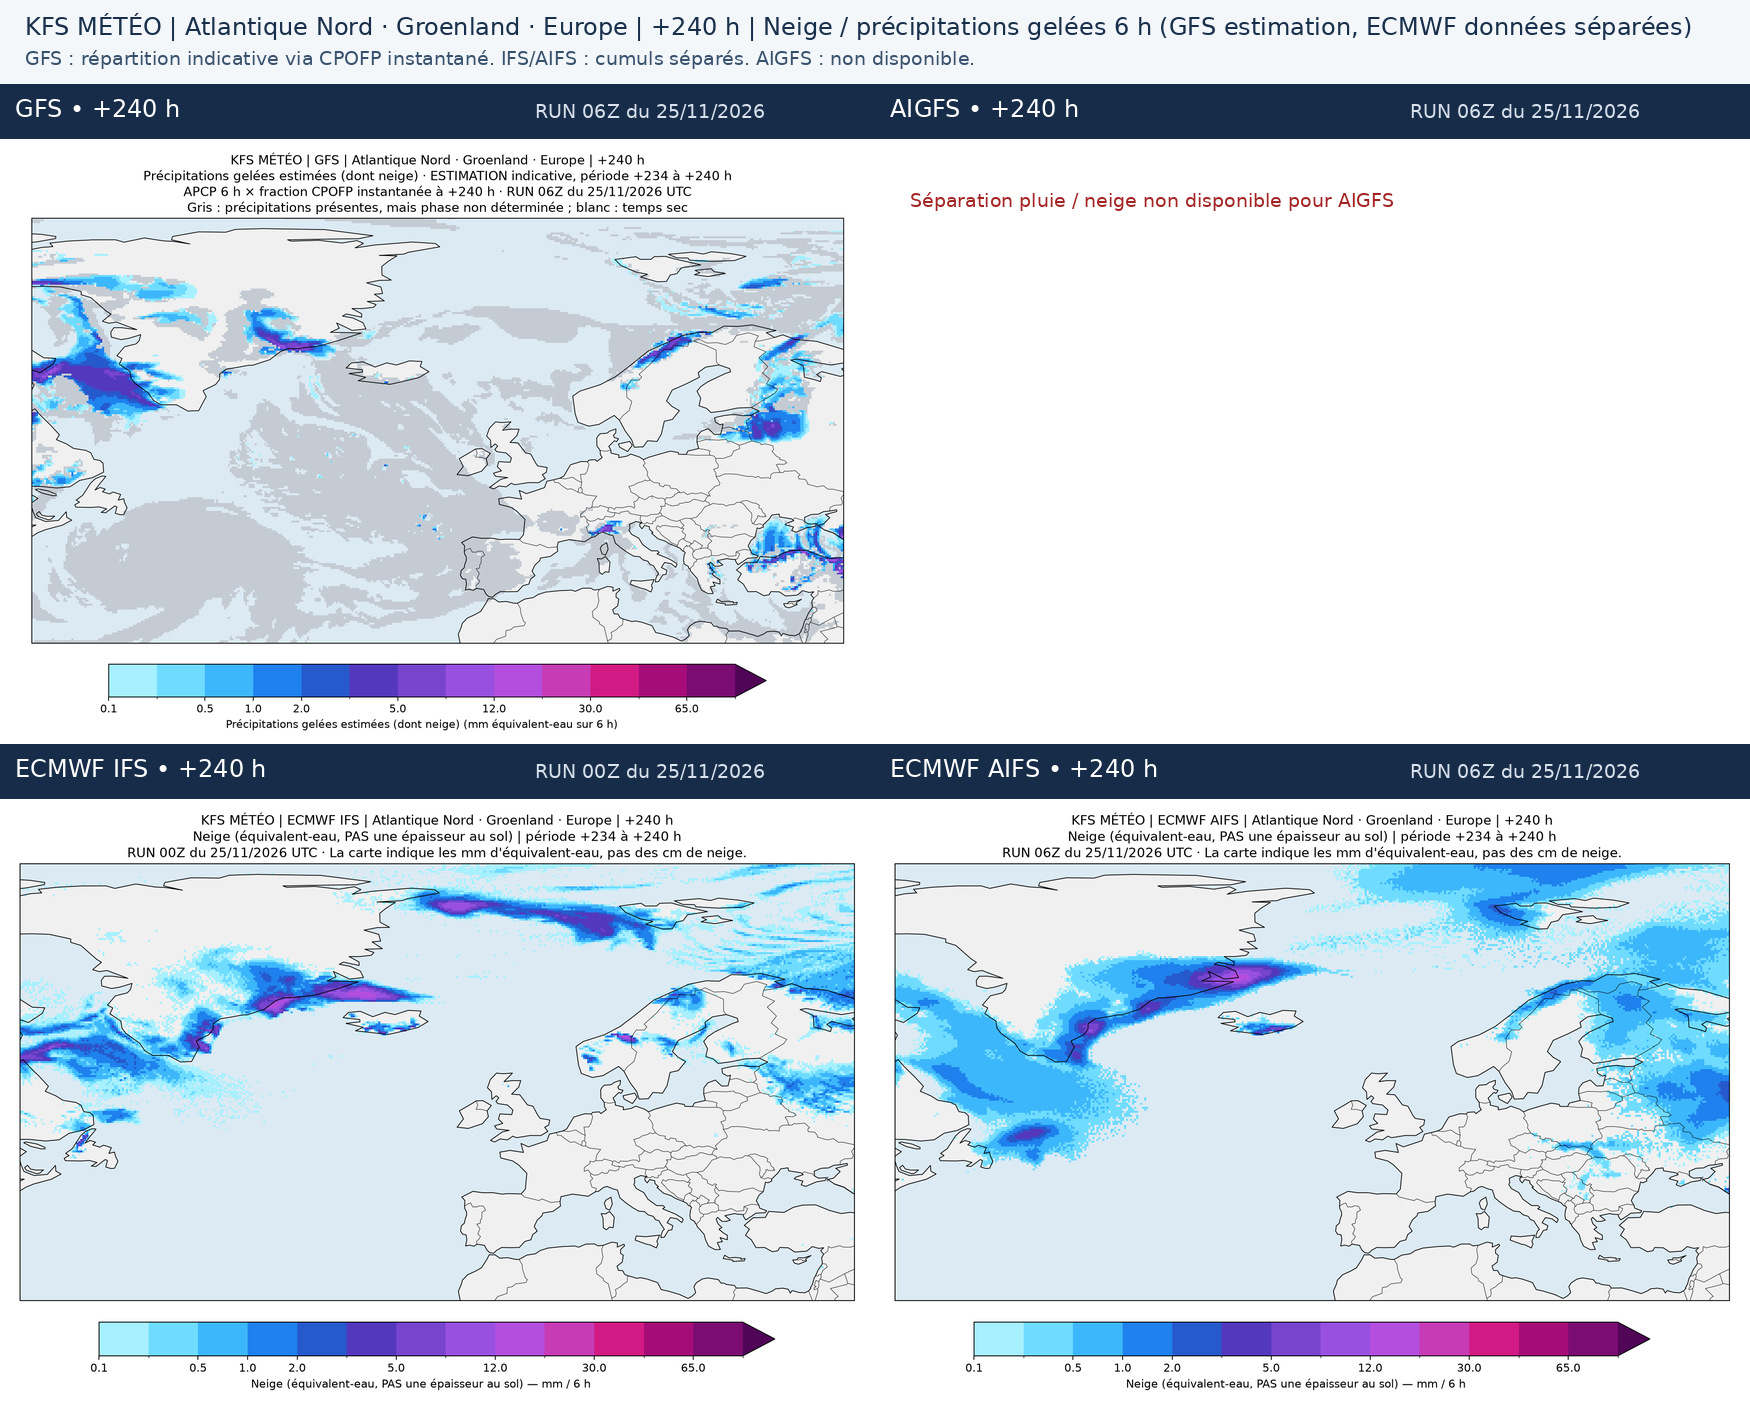 KFS MÉTÉO | Atlantique Nord · Groenland · Europe | +240 h | Neige / précipitations gelées 6 h (GFS estimation, ECMWF données séparées)
GFS : répartition indicative via CPOFP instantané. IFS/AIFS : cumuls séparés. AIGFS : non disponible.
GFS • +240 h
RUN 06Z du 25/11/2026
AIGFS • +240 h
RUN 06Z du 25/11/2026
KFS MÉTÉO | GFS | Atlantique Nord · Groenland · Europe | +240 h
Précipitations gelées estimées (dont neige) · ESTIMATION indicative, période +234 à +240 h
APCP 6 h × fraction CPOFP instantanée à +240 h · RUN 06Z du 25/11/2026 UTC
Gris : précipitations présentes, mais phase non déterminée ; blanc : temps sec
Séparation pluie / neige non disponible pour AIGFS
0.1 0.5 1.0 2.0 5.0 12.0 30.0 65.0
Précipitations gelées estimées (dont neige) (mm équivalent-eau sur 6 h)
ECMWF IFS • +240 h
RUN 00Z du 25/11/2026
ECMWF AIFS • +240 h
RUN 06Z du 25/11/2026
KFS MÉTÉO | ECMWF IFS | Atlantique Nord · Groenland · Europe | +240 h
Neige (équivalent-eau, PAS une épaisseur au sol) | période +234 à +240 h
RUN 00Z du 25/11/2026 UTC · La carte indique les mm d'équivalent-eau, pas des cm de neige.
KFS MÉTÉO | ECMWF AIFS | Atlantique Nord · Groenland · Europe | +240 h
Neige (équivalent-eau, PAS une épaisseur au sol) | période +234 à +240 h
RUN 06Z du 25/11/2026 UTC · La carte indique les mm d'équivalent-eau, pas des cm de neige.
0.1 0.5 1.0 2.0 5.0 12.0 30.0 65.0
Neige (équivalent-eau, PAS une épaisseur au sol) — mm / 6 h
0.1 0.5 1.0 2.0 5.0 12.0 30.0 65.0
Neige (équivalent-eau, PAS une épaisseur au sol) — mm / 6 h